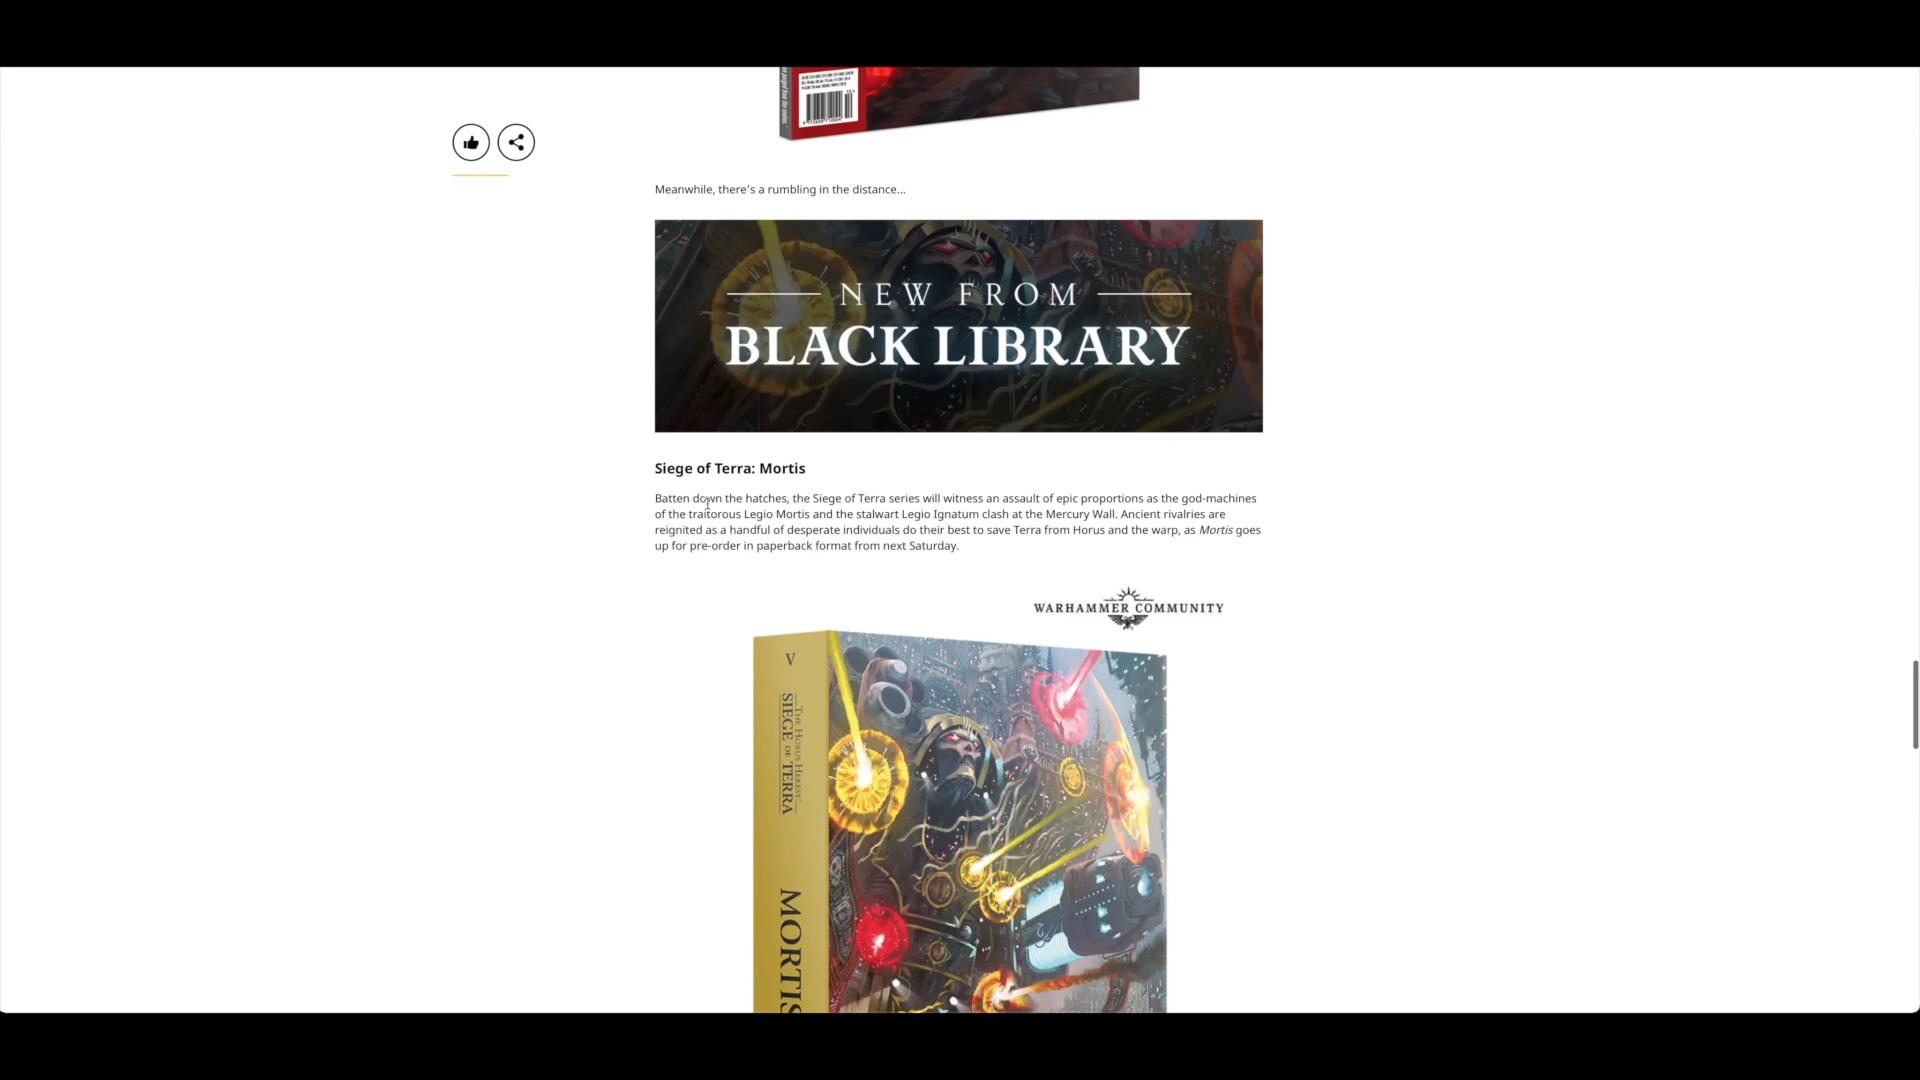 Meanwhile, there's a rumbling in the distance...
NEW FROM
BLACK LIBRARY
Siege of Terra: Mortis
Batten down the hatches, the Siege of Terra series will witness an assault of epic proportions as the god-machines
of the traitorous Legio Mortis and the stalwart Legio Ignatum clash at the Mercury Wall. Ancient rivalries are
reignited as a handful of desperate individuals do their best to save Terra from Horus and the warp, as Mortis goes
up for pre-order in paperback format from next Saturday.
WARHAMMER COMMUNITY
V
THE HORUS HERESY
SIEGE OF TERRA
MORTIS